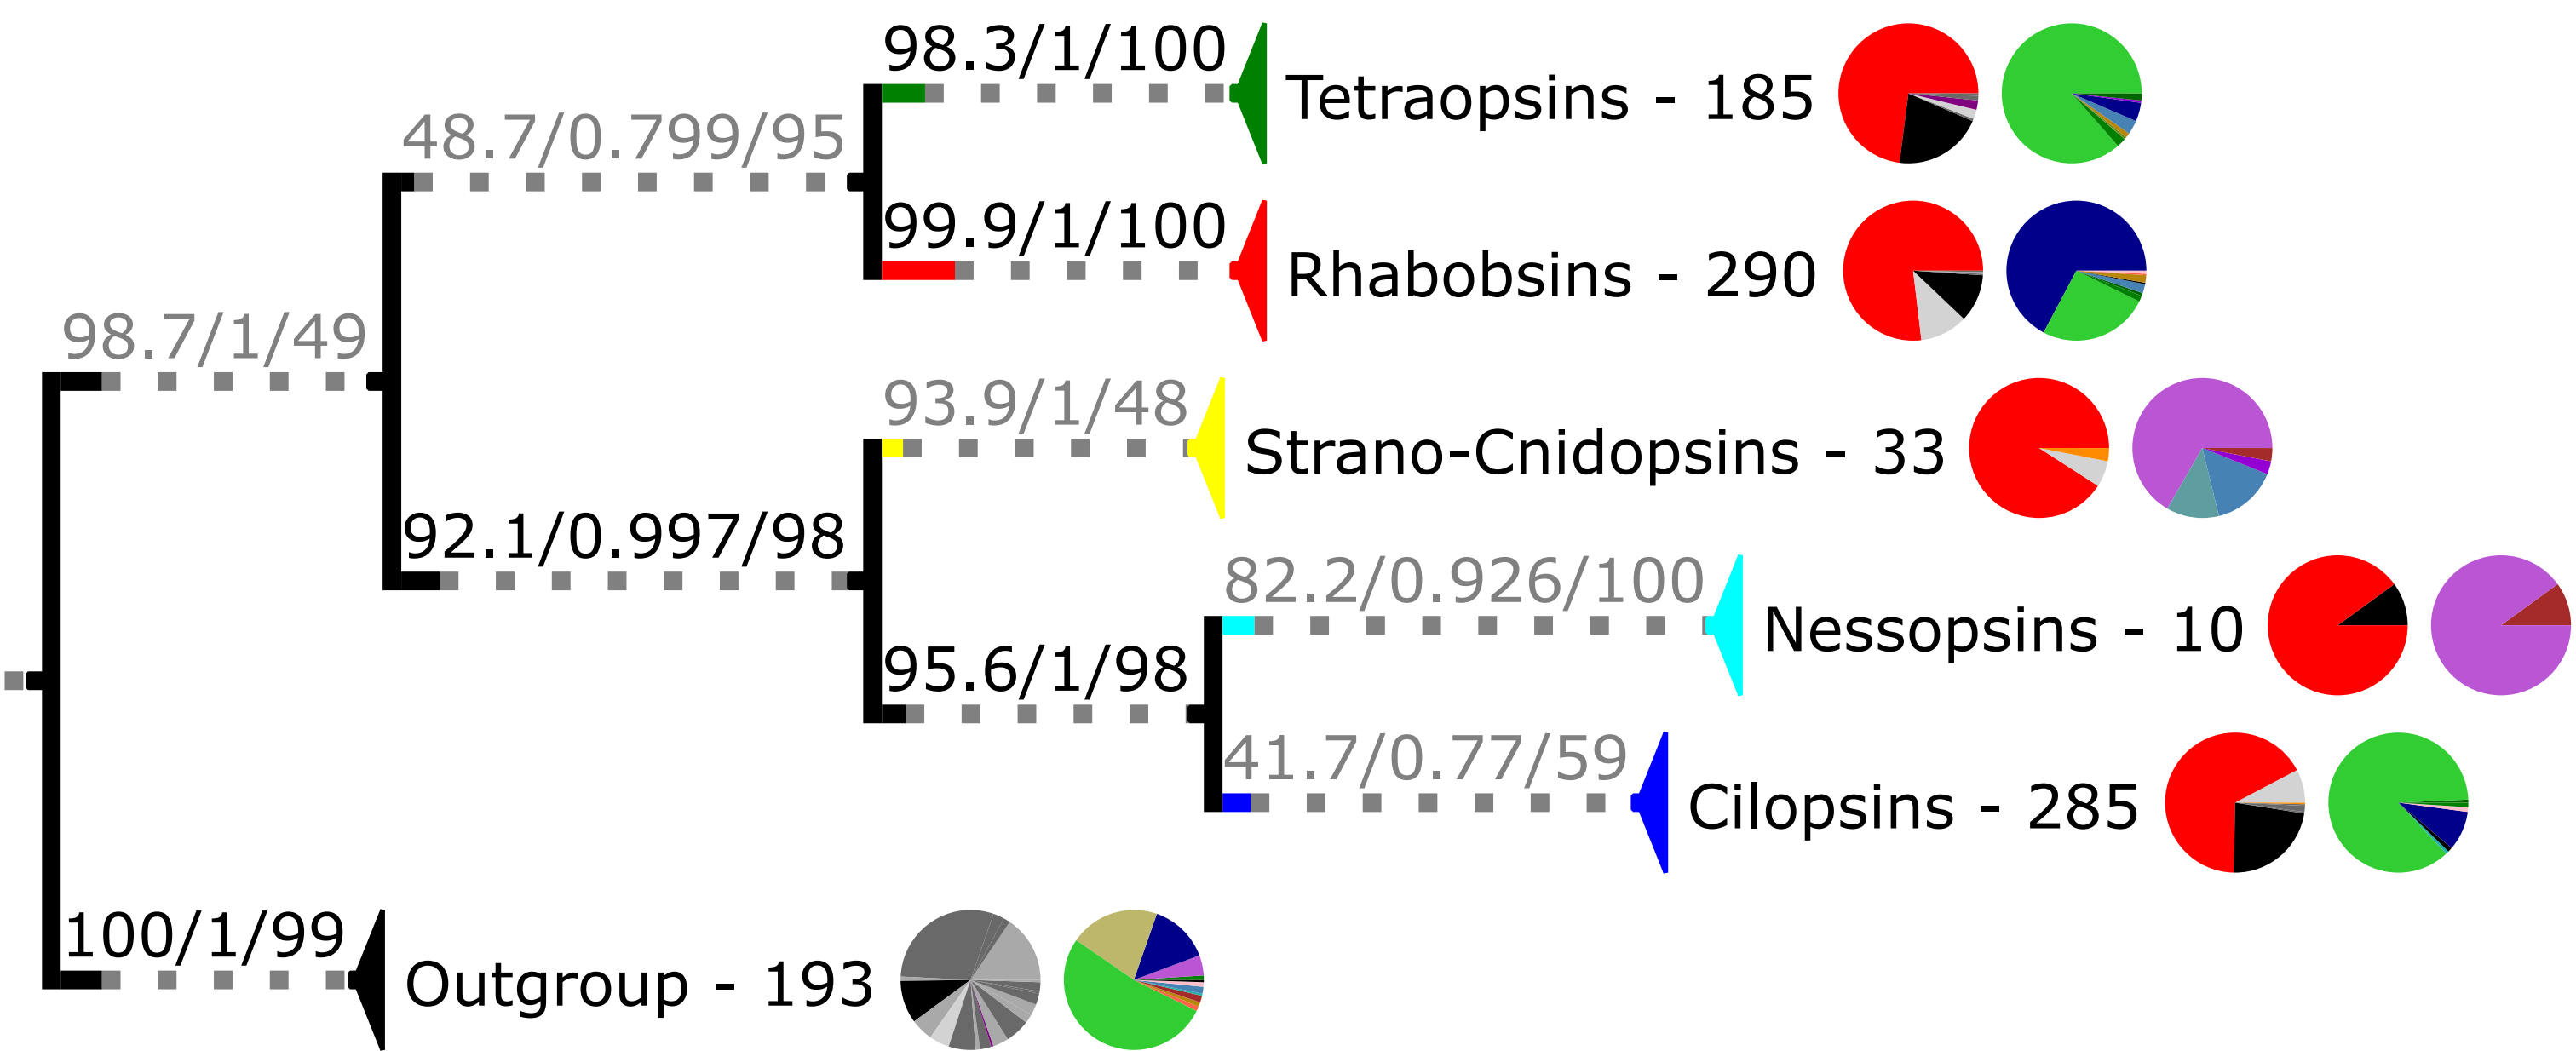 98.3/1/100
Tetraopsins - 185
48.7/0.799/95
99.9/1/100
Rhabobsins - 290
98.7/1/49
93.9/1/48
Strano-Cnidopsins - 33
92.1/0.997/98
82.2/0.926/100
Nessopsins - 10
95.6/1/98
41.7/0.77/59
Cilopsins - 285
100/1/99
Outgroup - 193